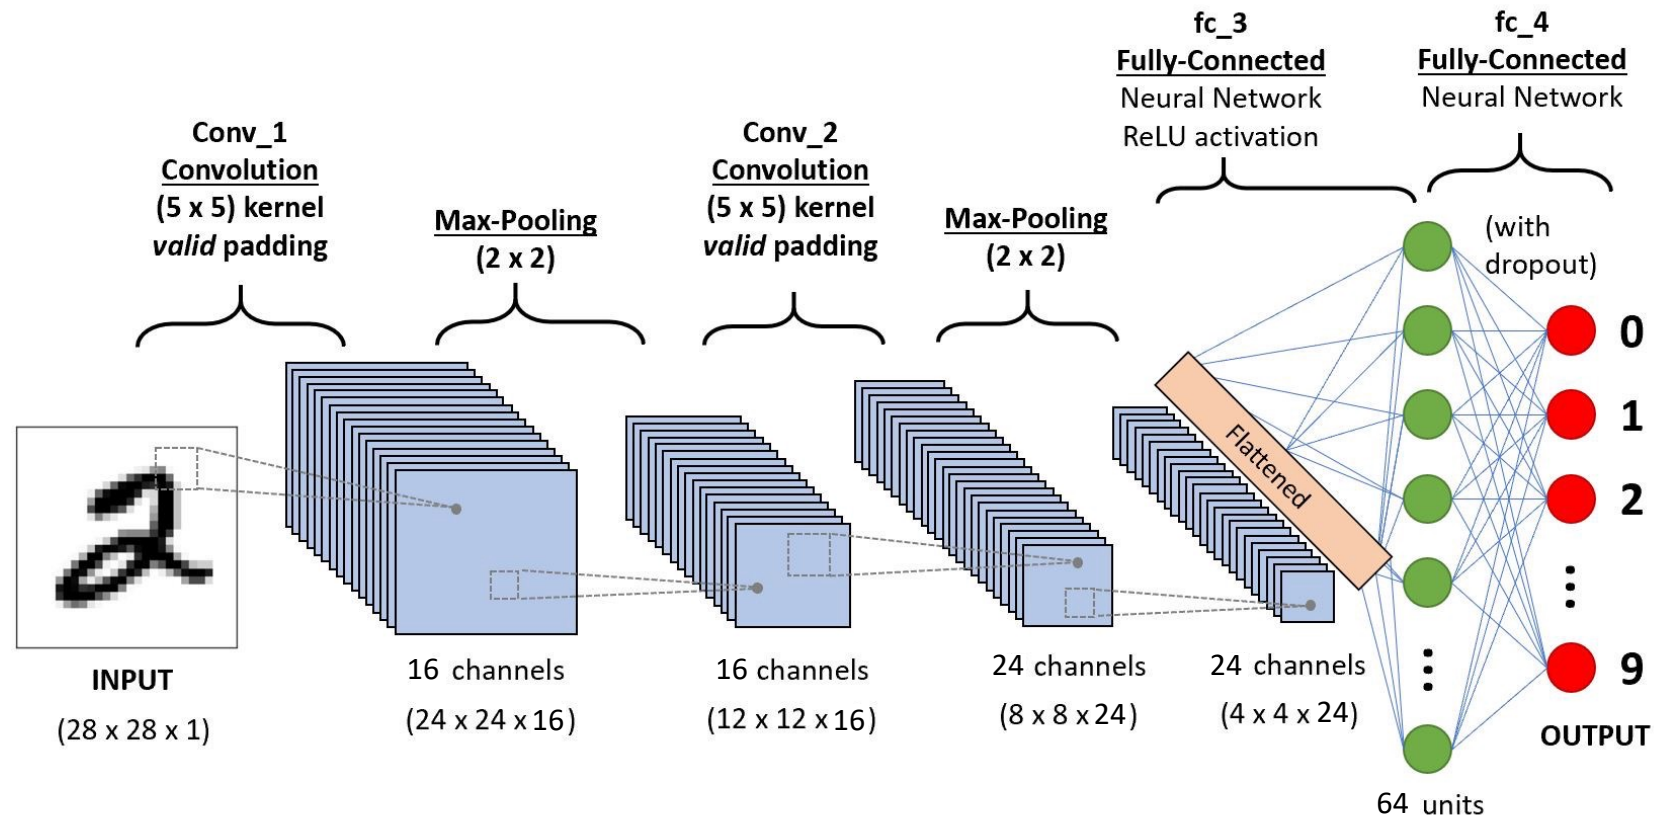 Conv_1
Convolution
(5 x 5) kernel
valid padding
Max-Pooling
(2 x 2)
Conv_2
Convolution
(5 x 5) kernel
valid padding
Max-Pooling
(2 x 2)
fc_3
Fully-Connected
Neural Network
ReLU activation
fc_4
Fully-Connected
Neural Network
(with
dropout)
Flattened
0
1
2
9
OUTPUT
2
INPUT
(28 x 28 x 1)
16 channels
(24 x 24 x 16)
16 channels
(12 x 12 x 16)
24 channels
(8 x 8 x 24)
24 channels
(4 x 4 x 24)
64 units